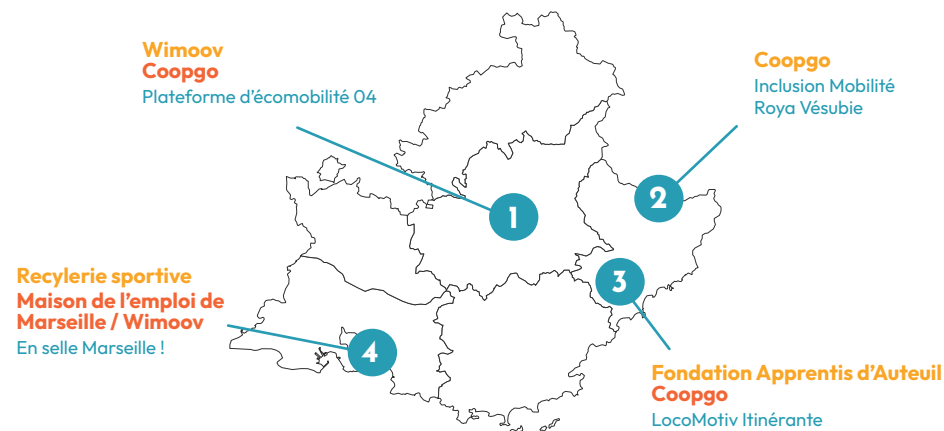 Wimoov
Coopgo
Plateforme d'écomobilité 04
Coopgo
Inclusion Mobilité
Roya Vésubie
1
2
3
4
Recylerie sportive
Maison de l'emploi de
Marseille / Wimoov
En selle Marseille !
Fondation Apprentis d'Auteuil
Coopgo
LocoMotiv Itinérante